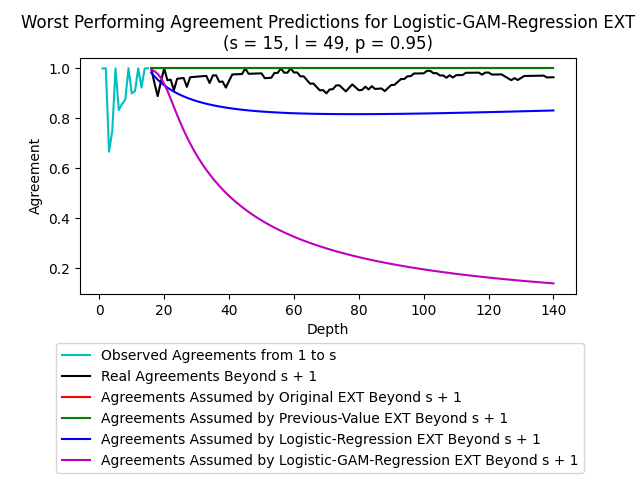 Worst Performing Agreement Predictions for Logistic-GAM-Regression EXT
(s = 15, l = 49, p = 0.95)
1.0
0.8
0.6
0.4
0.2
Agreement
0 20 40 60 80 100 120 140
Depth
Observed Agreements from 1 to s
Real Agreements Beyond s + 1
Agreements Assumed by Original EXT Beyond s + 1
Agreements Assumed by Previous-Value EXT Beyond s + 1
Agreements Assumed by Logistic-Regression EXT Beyond s + 1
Agreements Assumed by Logistic-GAM-Regression EXT Beyond s + 1